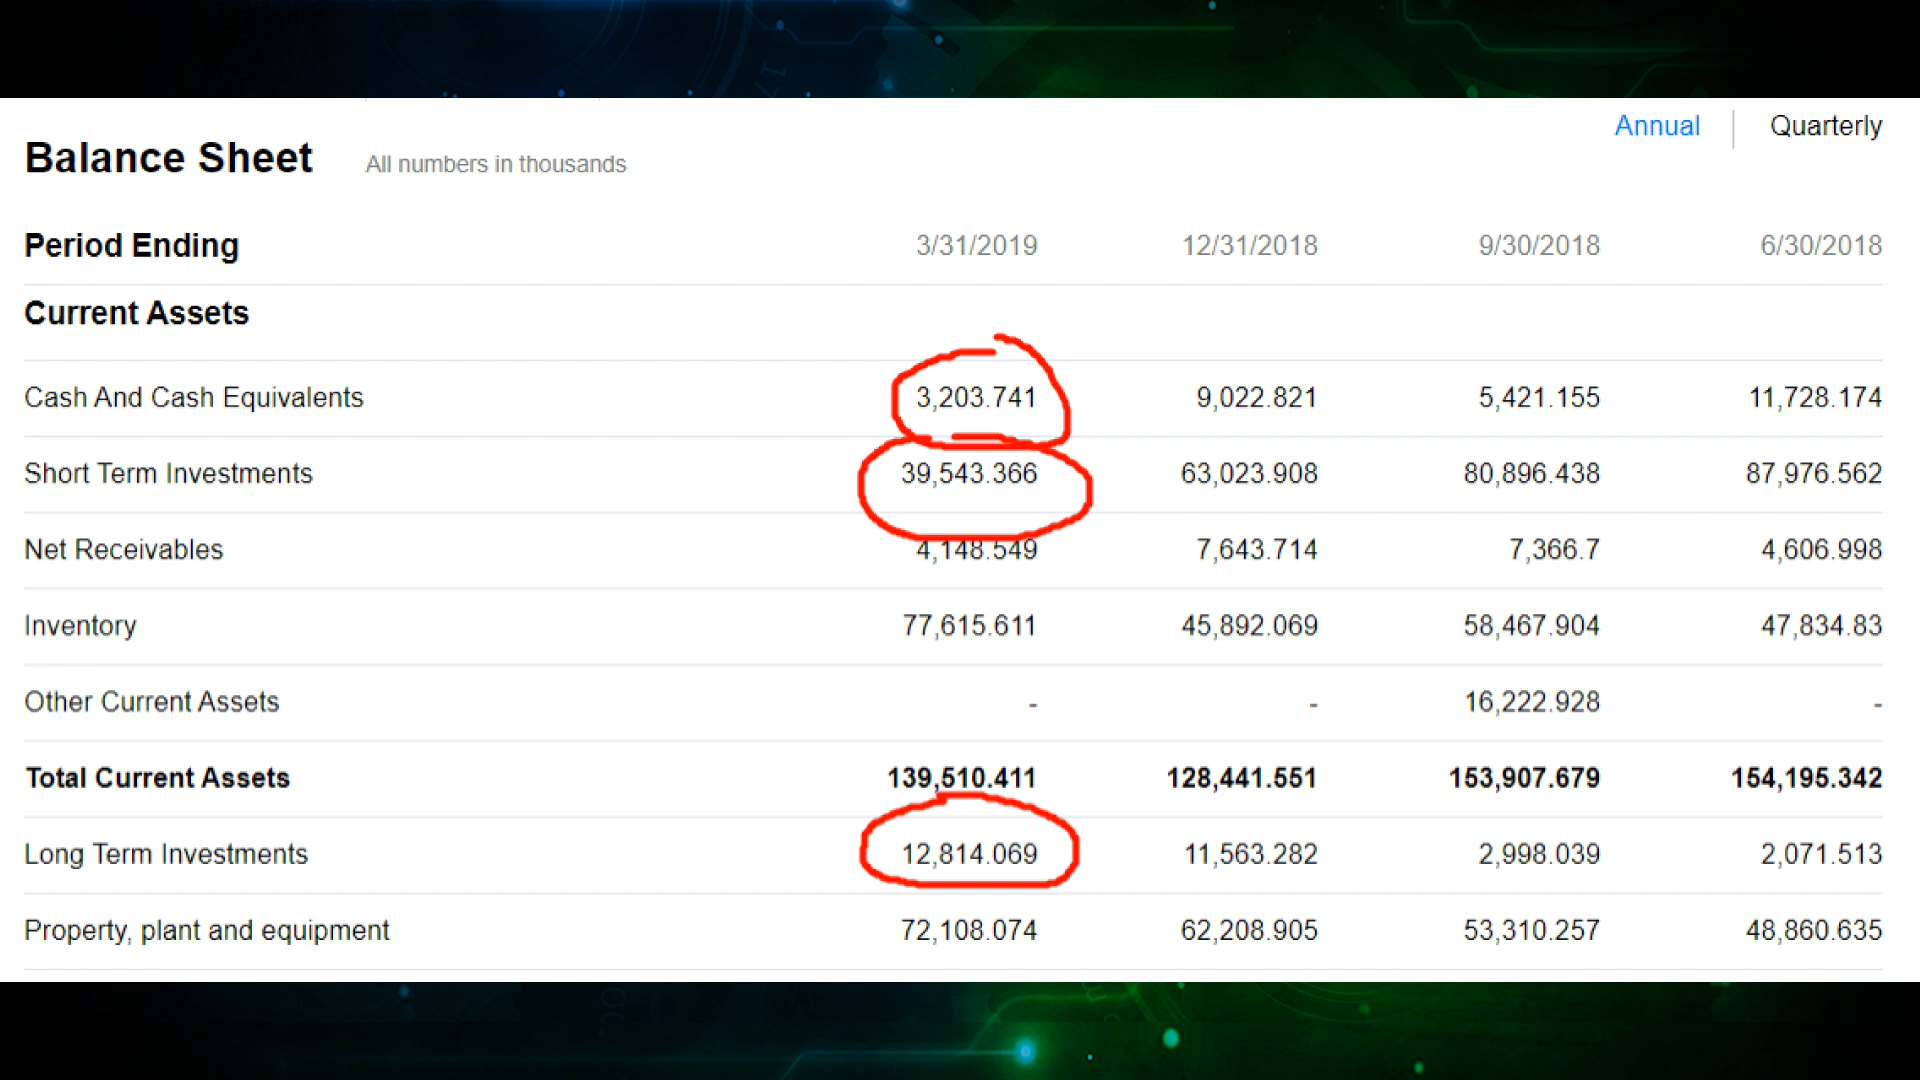 Annual | Quarterly
Balance Sheet All numbers in thousands
Period Ending 3/31/2019 12/31/2018 9/30/2018 6/30/2018
Current Assets
Cash And Cash Equivalents 3,203.741 9,022.821 5,421.155 11,728.174
Short Term Investments 39,543.366 63,023.908 80,896.438 87,976.562
Net Receivables 4,148.549 7,643.714 7,366.7 4,606.998
Inventory 77,615.611 45,892.069 58,467.904 47,834.83
Other Current Assets - - 16,222.928 -
Total Current Assets 139,510.411 128,441.551 153,907.679 154,195.342
Long Term Investments 12,814.069 11,563.282 2,998.039 2,071.513
Property, plant and equipment 72,108.074 62,208.905 53,310.257 48,860.635